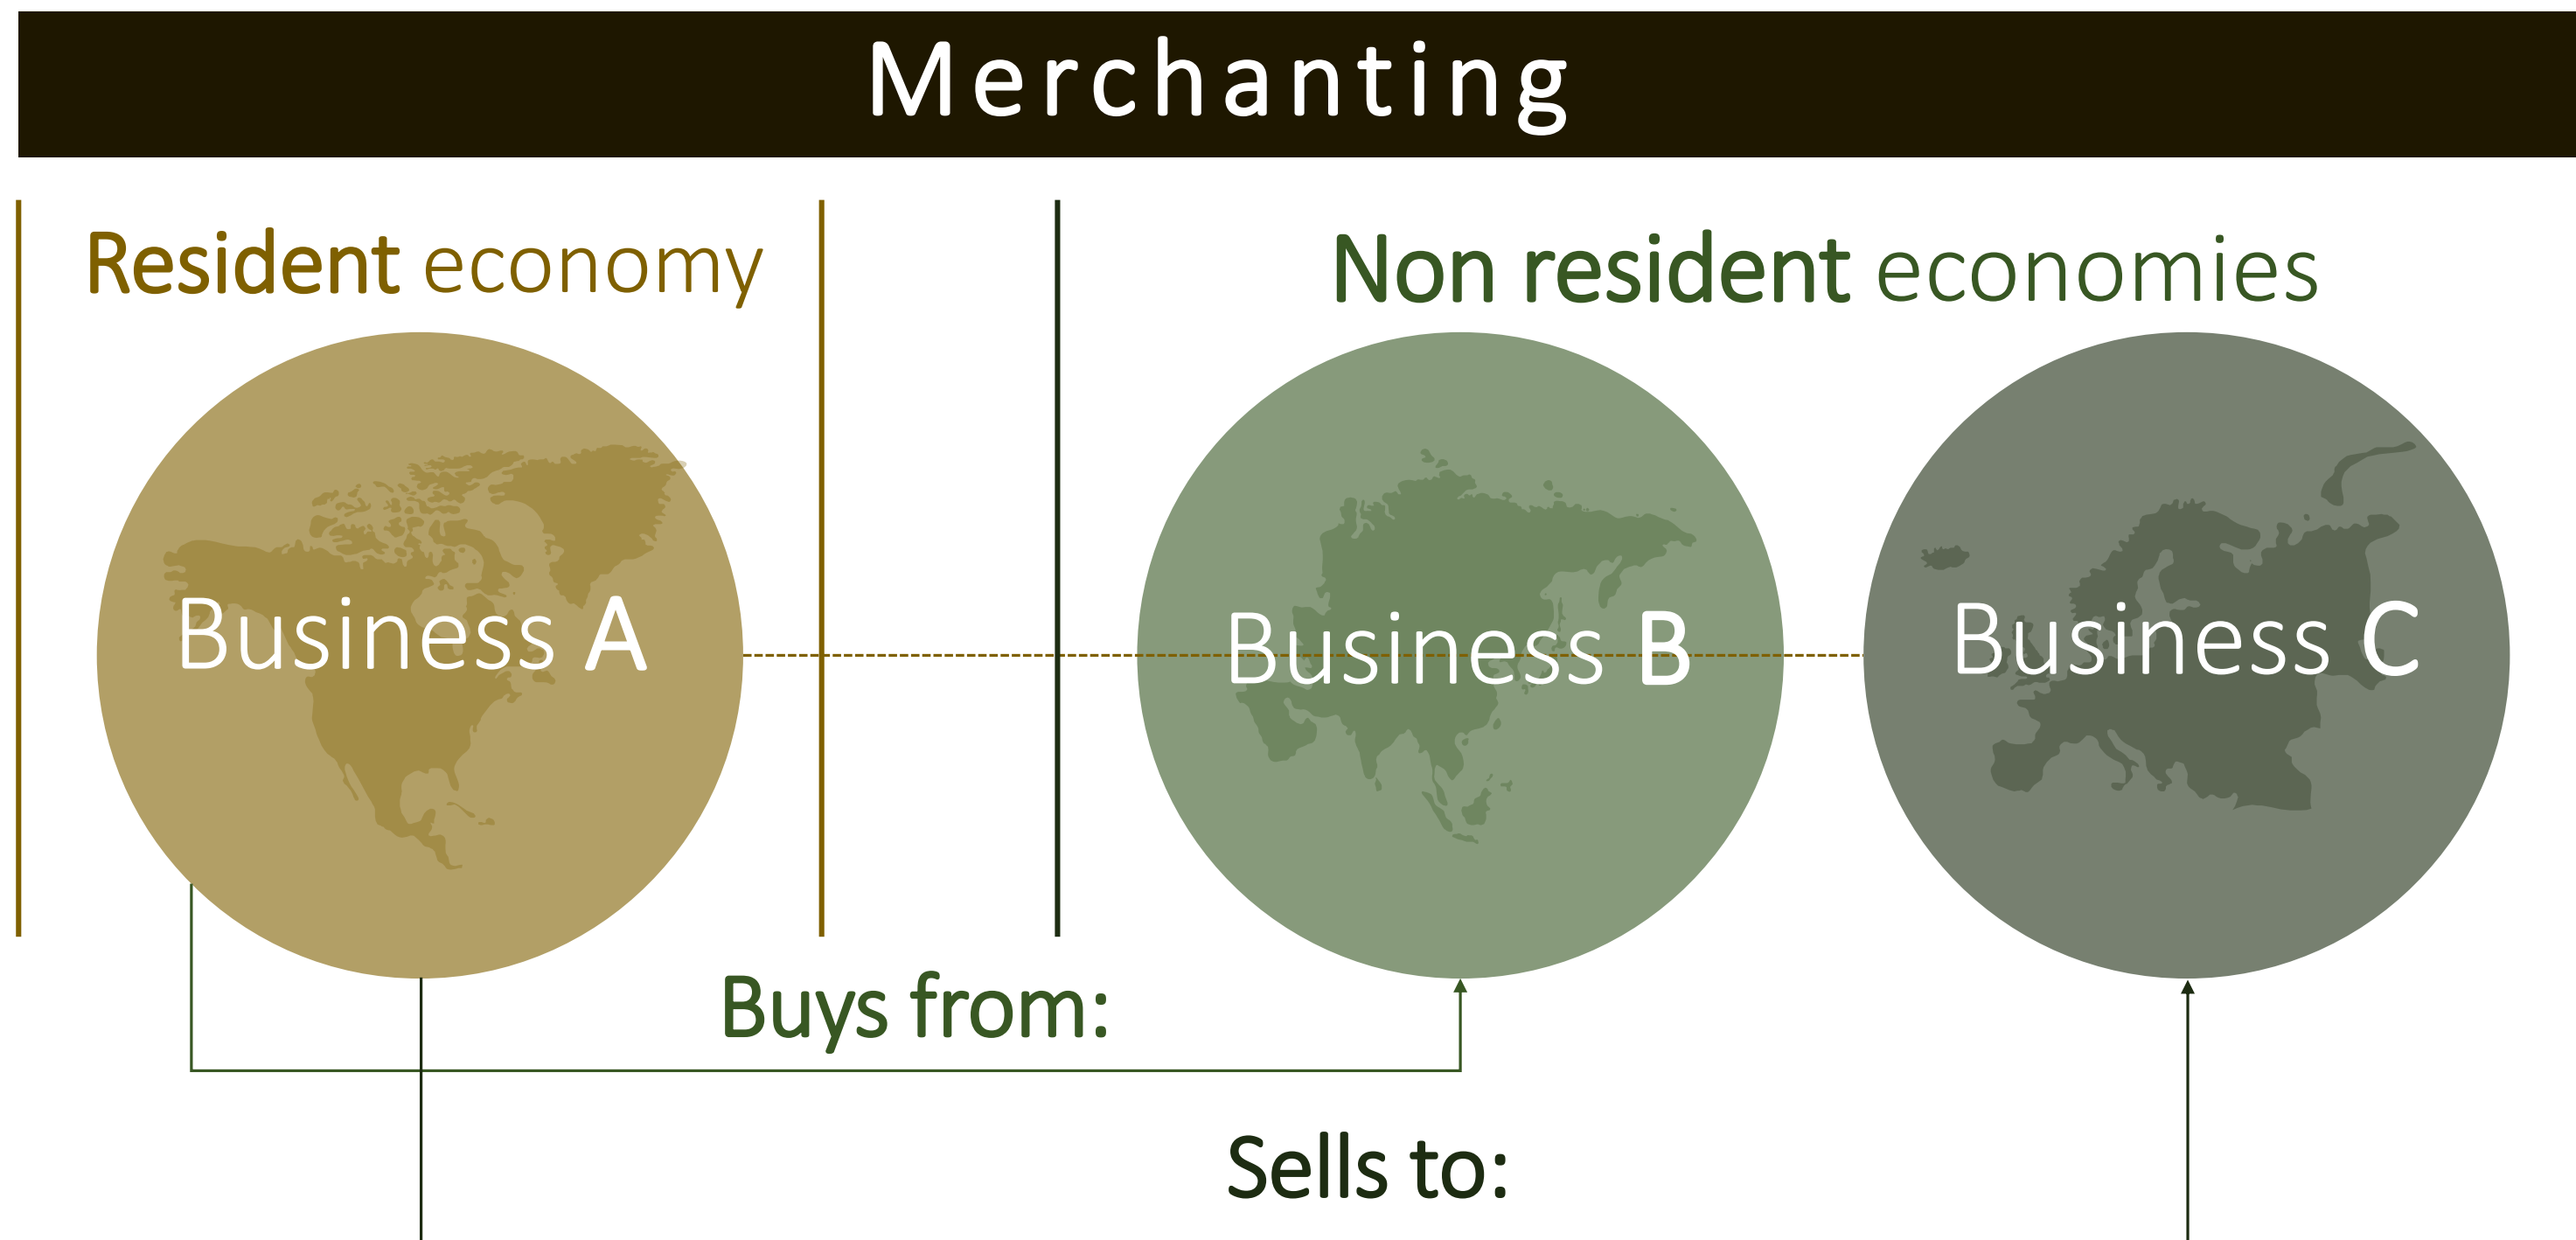 Merchanting
Resident economy
Non resident economies
Business A
Business B
Business C
Buys from:
Sells to: